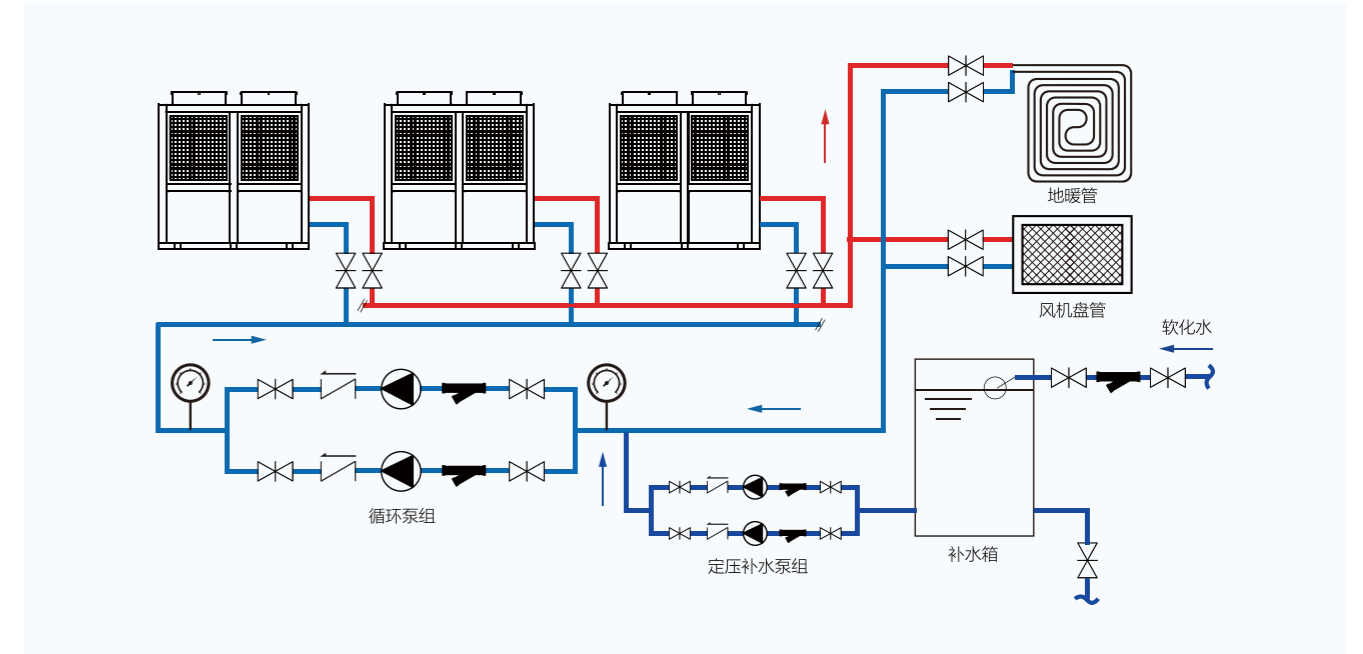 地暖管
风机盘管
软化水
循环泵组
补水箱
定压补水泵组